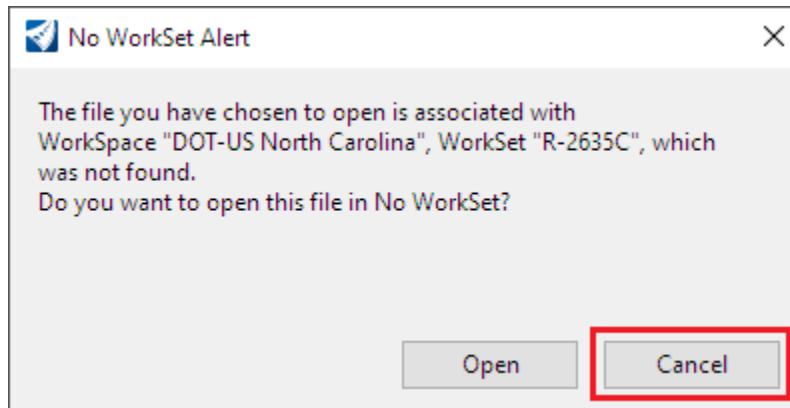 No WorkSet Alert
The file you have chosen to open is associated with
WorkSpace "DOT-US North Carolina", WorkSet "R-2635C", which
was not found.
Do you want to open this file in No WorkSet?
Open Cancel